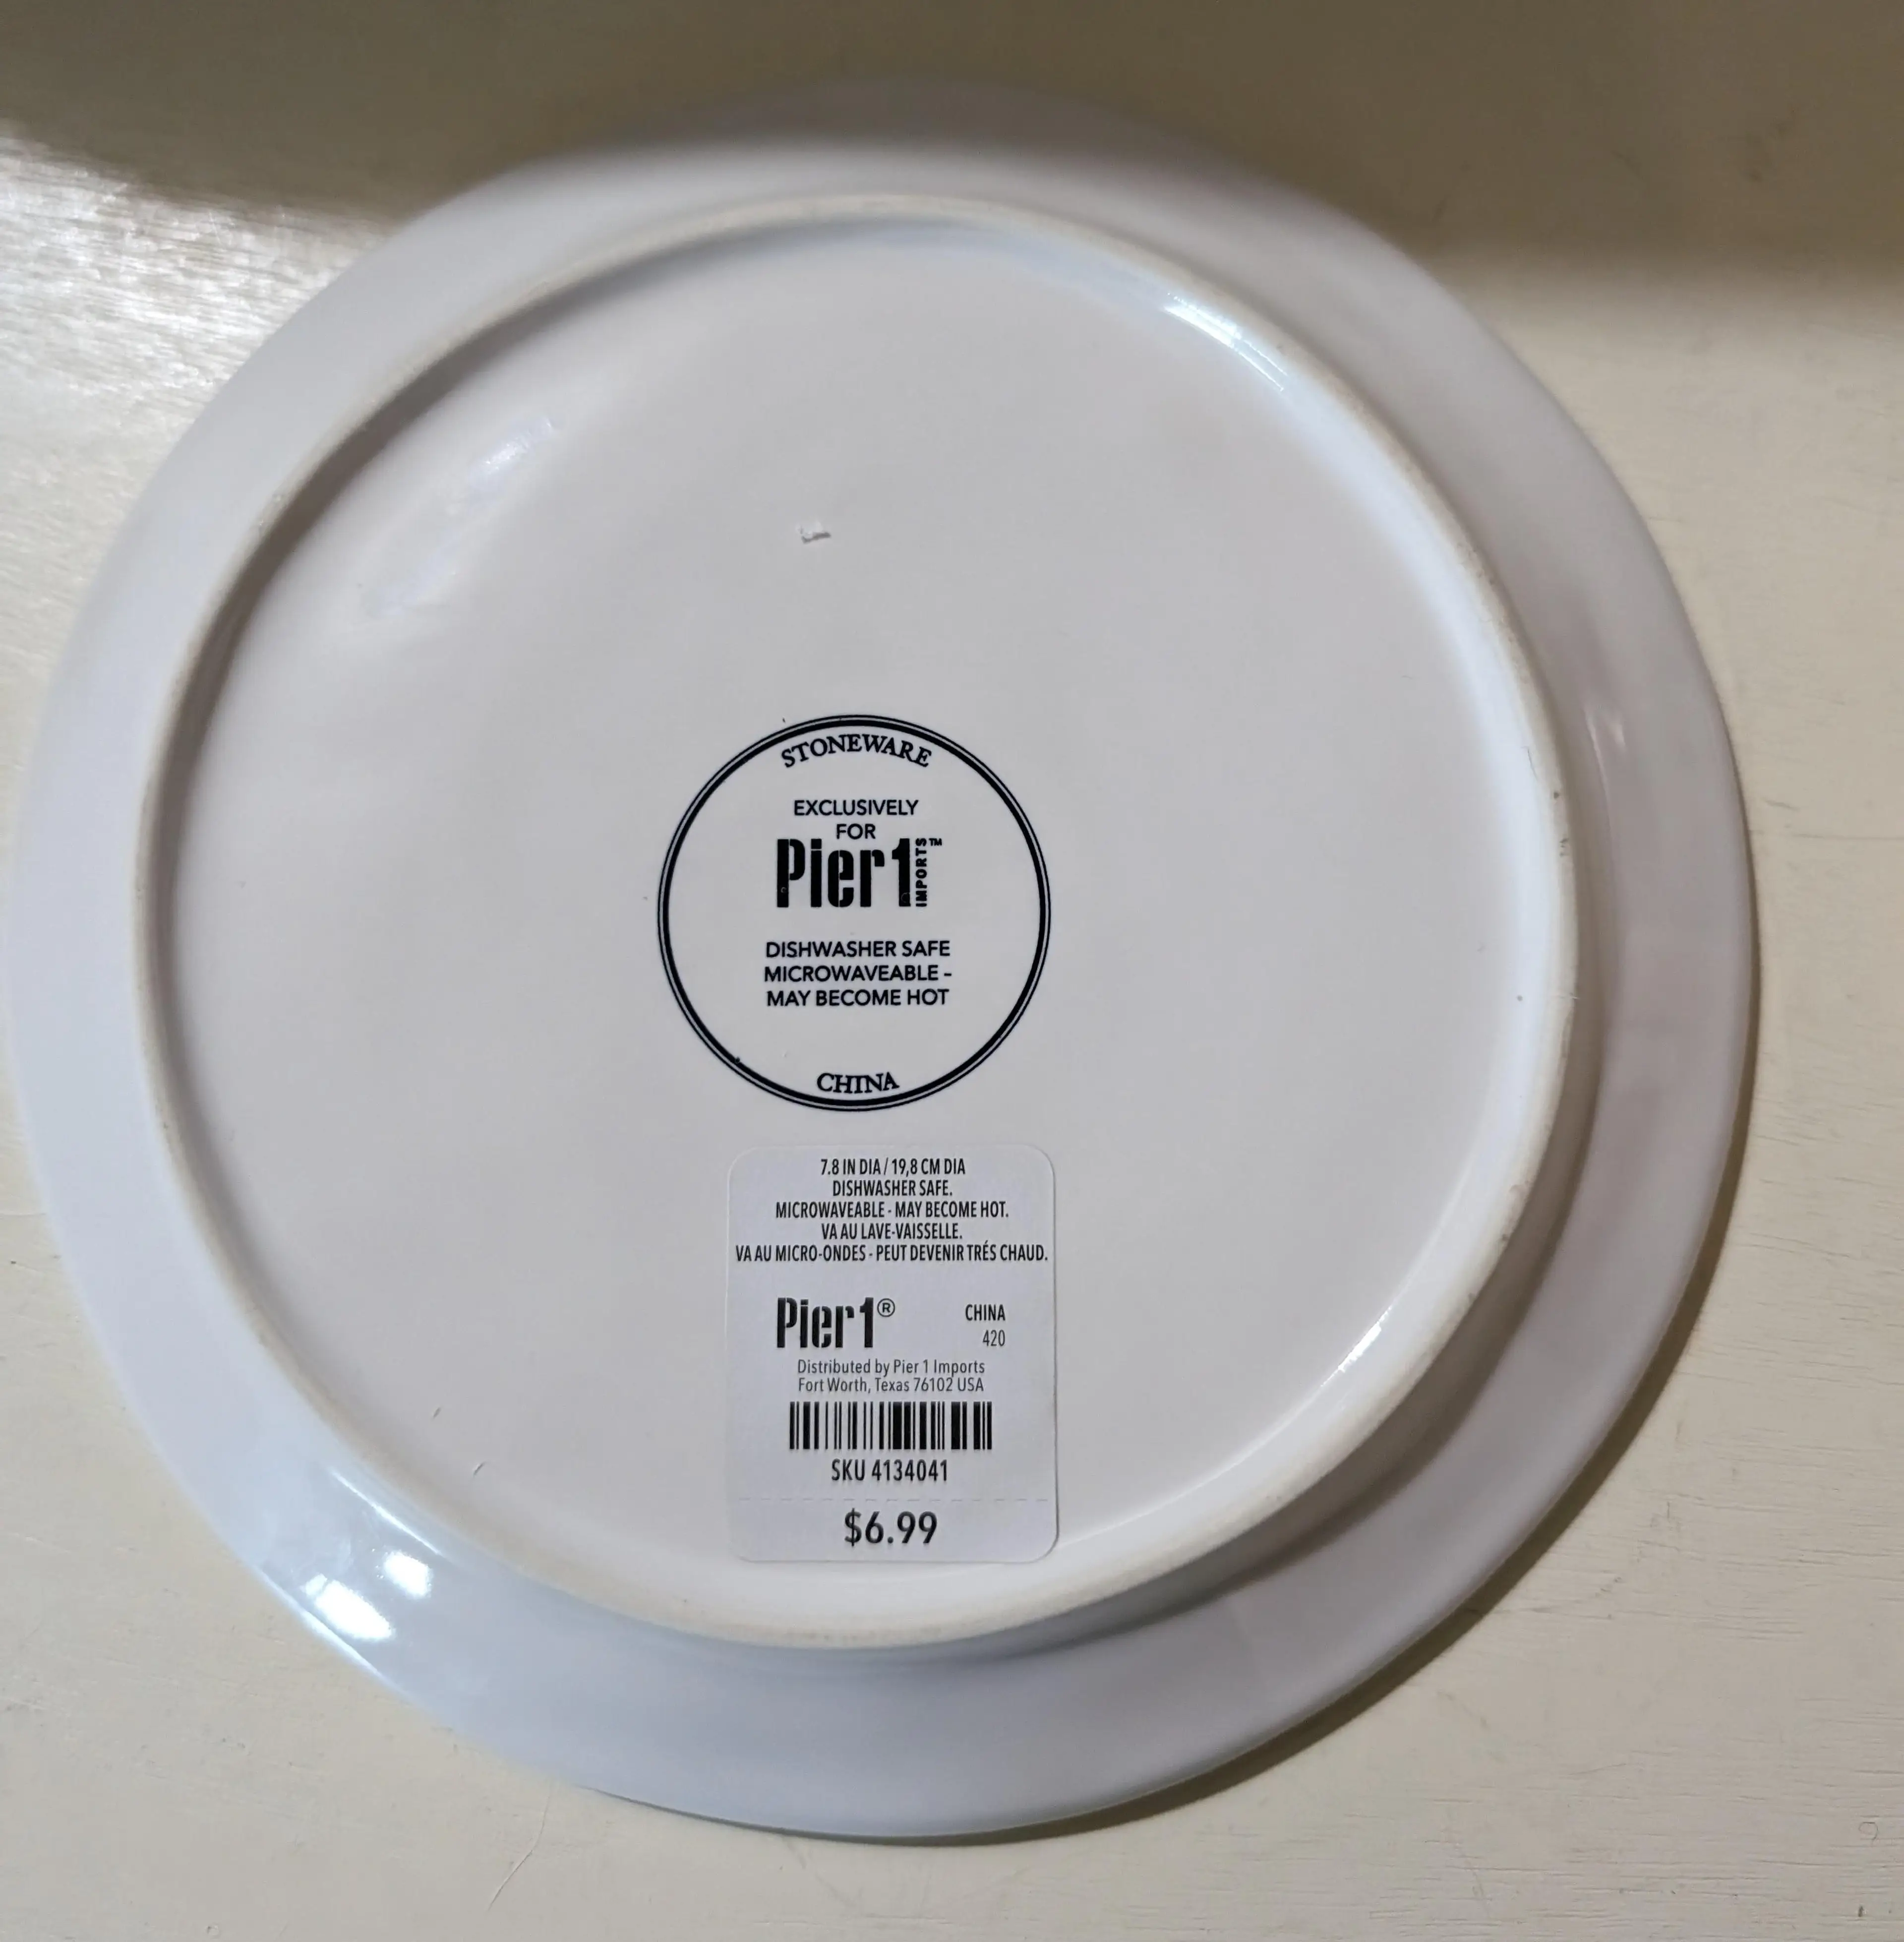 STONEWARE
EXCLUSIVELY
FOR
Pier1 IMPORTS™
DISHWASHER SAFE
MICROWAVEABLE -
MAY BECOME HOT
CHINA
7.8 IN DIA / 19,8 CM DIA
DISHWASHER SAFE.
MICROWAVEABLE - MAY BECOME HOT.
VA AU LAVE-VAISSELLE.
VA AU MICRO-ONDES - PEUT DEVENIR TRÉS CHAUD.
Pier1® CHINA
420
Distributed by Pier 1 Imports
Fort Worth, Texas 76102 USA
SKU 4134041
$6.99